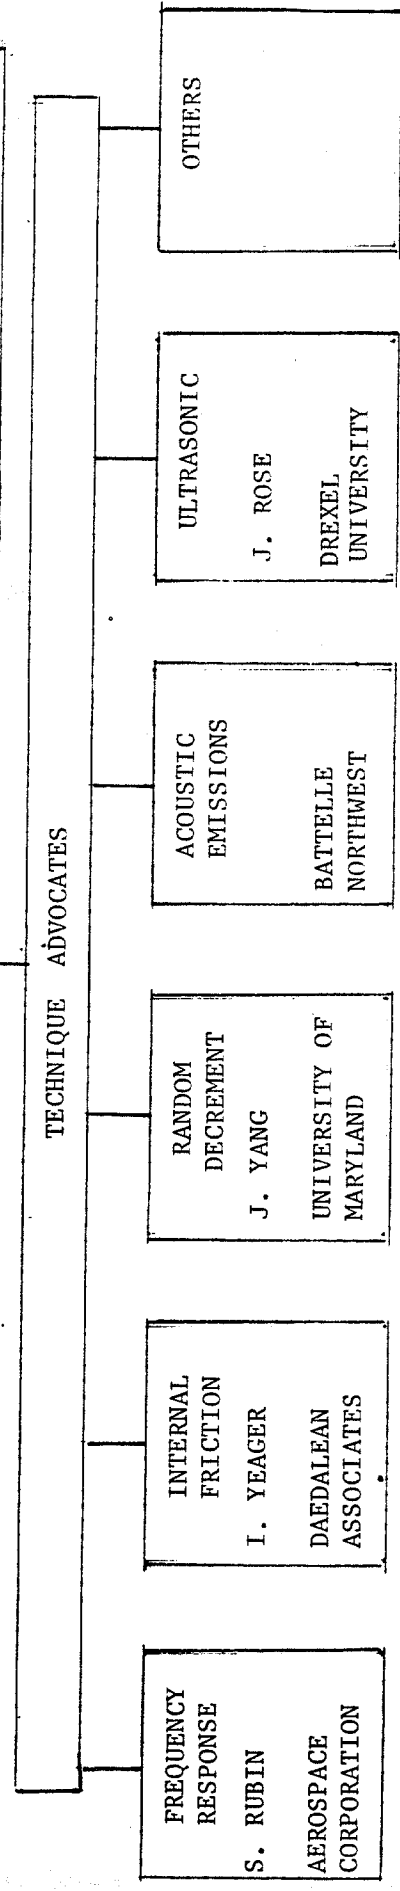 TECHNIQUE ADVOCATES
FREQUENCY
RESPONSE
S. RUBIN
AEROSPACE
CORPORATION
INTERNAL
FRICTION
I. YEAGER
DAEDALEAN
ASSOCIATES
RANDOM
DECREMENT
J. YANG
UNIVERSITY OF
MARYLAND
ACOUSTIC
EMISSIONS
BATTELLE
NORTHWEST
ULTRASONIC
J. ROSE
DREXEL
UNIVERSITY
OTHERS